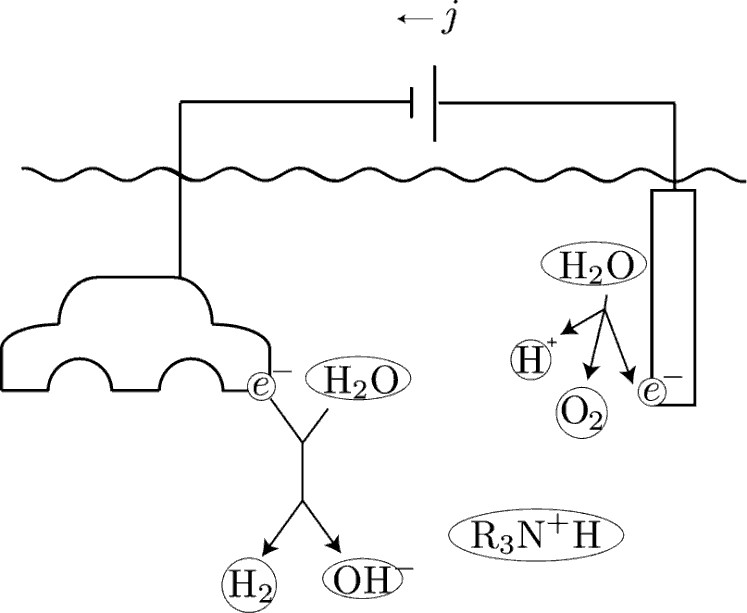 ← j
H₂O
H⁺
O₂
e⁻
e⁻
H₂O
H₂
OH⁻
R₃N⁺H